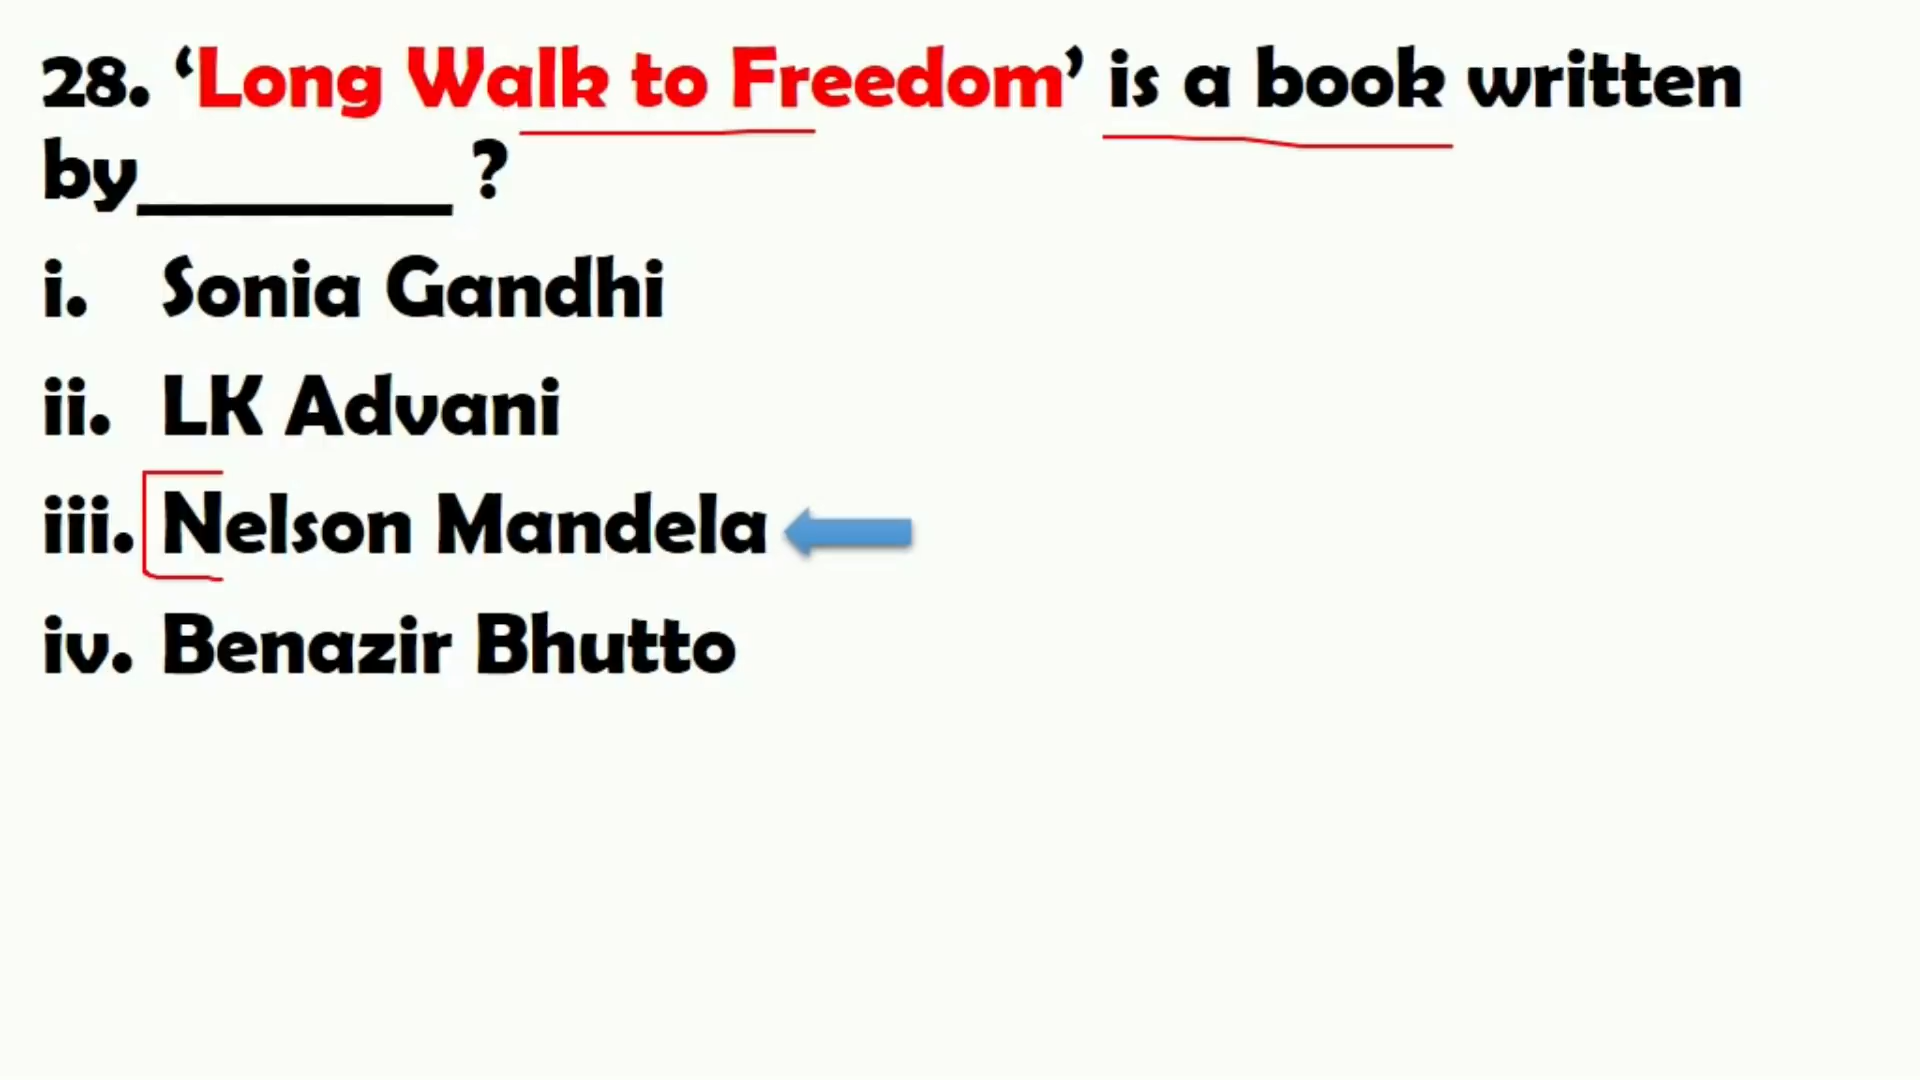 28. ‘Long Walk to Freedom’ is a book written
by________ ?
i. Sonia Gandhi
ii. LK Advani
iii. Nelson Mandela
iv. Benazir Bhutto